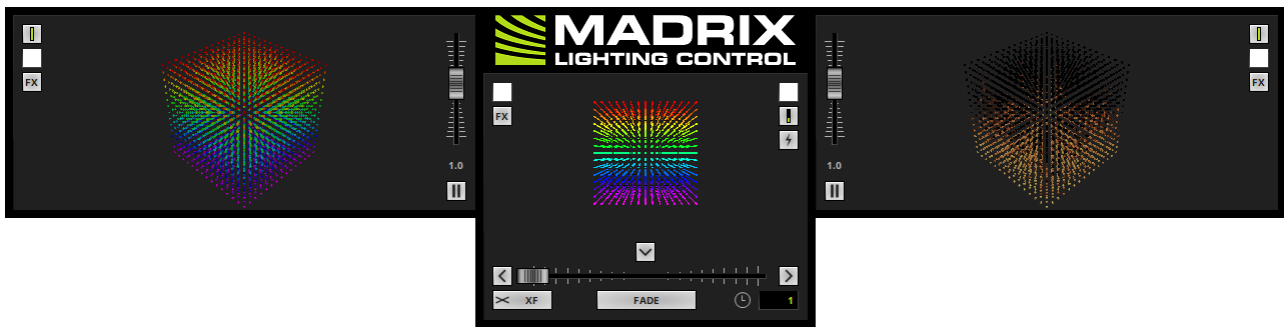 MADRIX
LIGHTING CONTROL
FX
1.0
FX
1.0
FX
XF
FADE
1